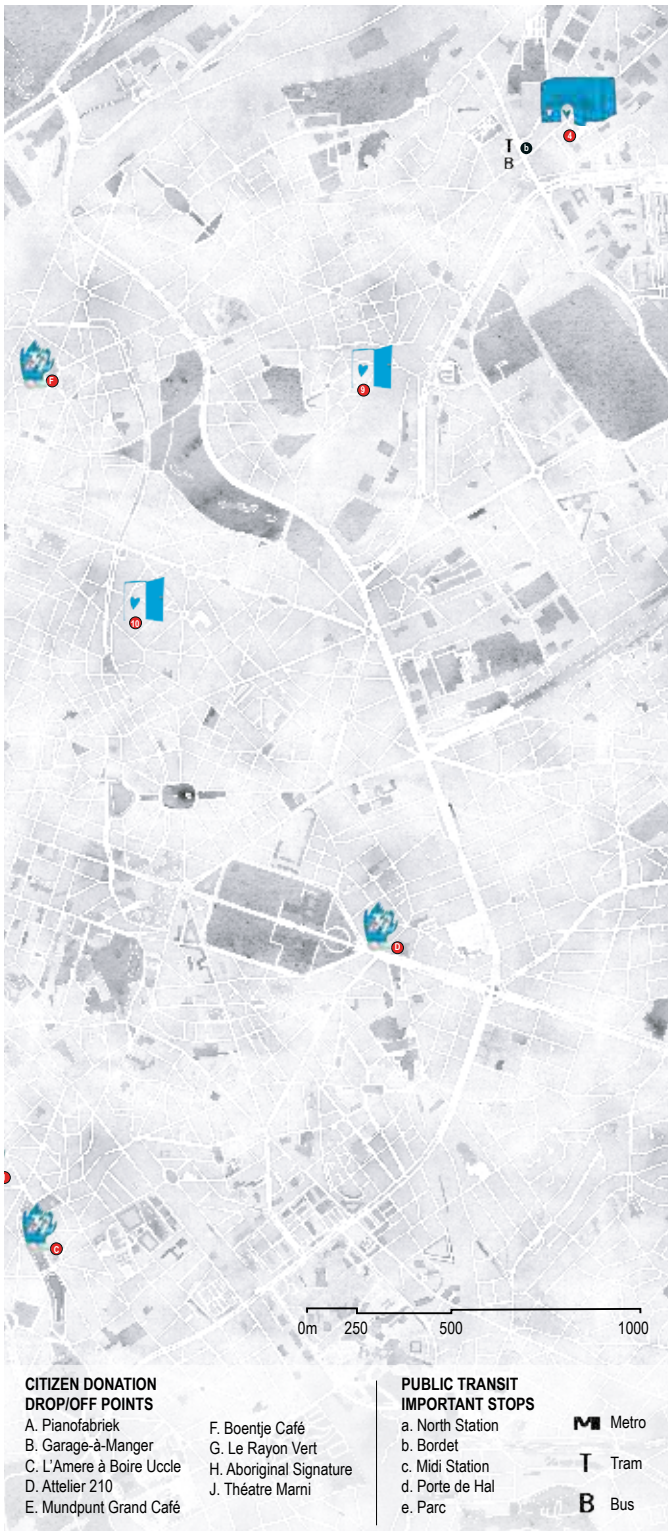 4
T b
B
F
9
10
D
C
0m 250 500 1000
CITIZEN DONATION
DROP/OFF POINTS
A. Pianofabriek
B. Garage-à-Manger
C. L'Amere à Boire Uccle
D. Attelier 210
E. Mundpunt Grand Café
F. Boentje Café
G. Le Rayon Vert
H. Aboriginal Signature
J. Théatre Marni
PUBLIC TRANSIT
IMPORTANT STOPS
a. North Station
b. Bordet
c. Midi Station
d. Porte de Hal
e. Parc
M Metro
T Tram
B Bus